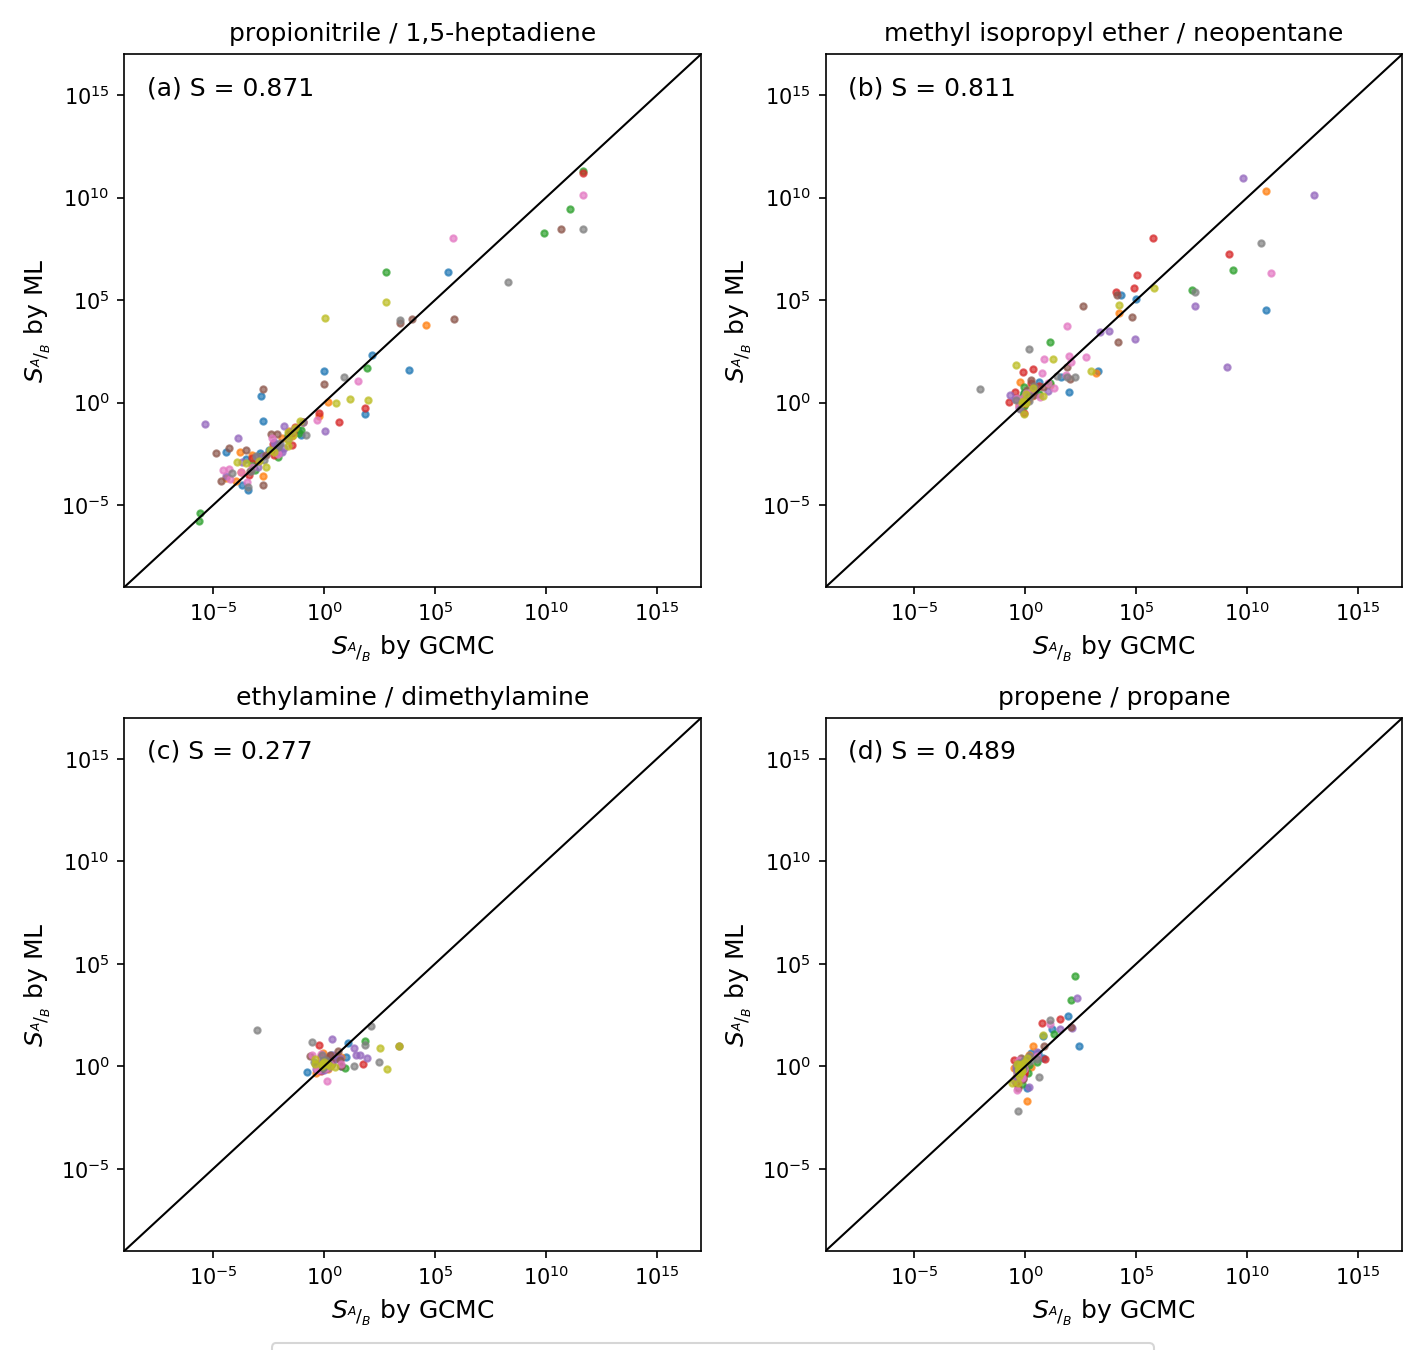 propionitrile / 1,5-heptadiene
(a) S = 0.871
10^15
10^10
10^5
10^0
10^-5
S_A/B by ML
10^-5 10^0 10^5 10^10 10^15
S_A/B by GCMC
methyl isopropyl ether / neopentane
(b) S = 0.811
10^15
10^10
10^5
10^0
10^-5
S_A/B by ML
10^-5 10^0 10^5 10^10 10^15
S_A/B by GCMC
ethylamine / dimethylamine
(c) S = 0.277
10^15
10^10
10^5
10^0
10^-5
S_A/B by ML
10^-5 10^0 10^5 10^10 10^15
S_A/B by GCMC
propene / propane
(d) S = 0.489
10^15
10^10
10^5
10^0
10^-5
S_A/B by ML
10^-5 10^0 10^5 10^10 10^15
S_A/B by GCMC